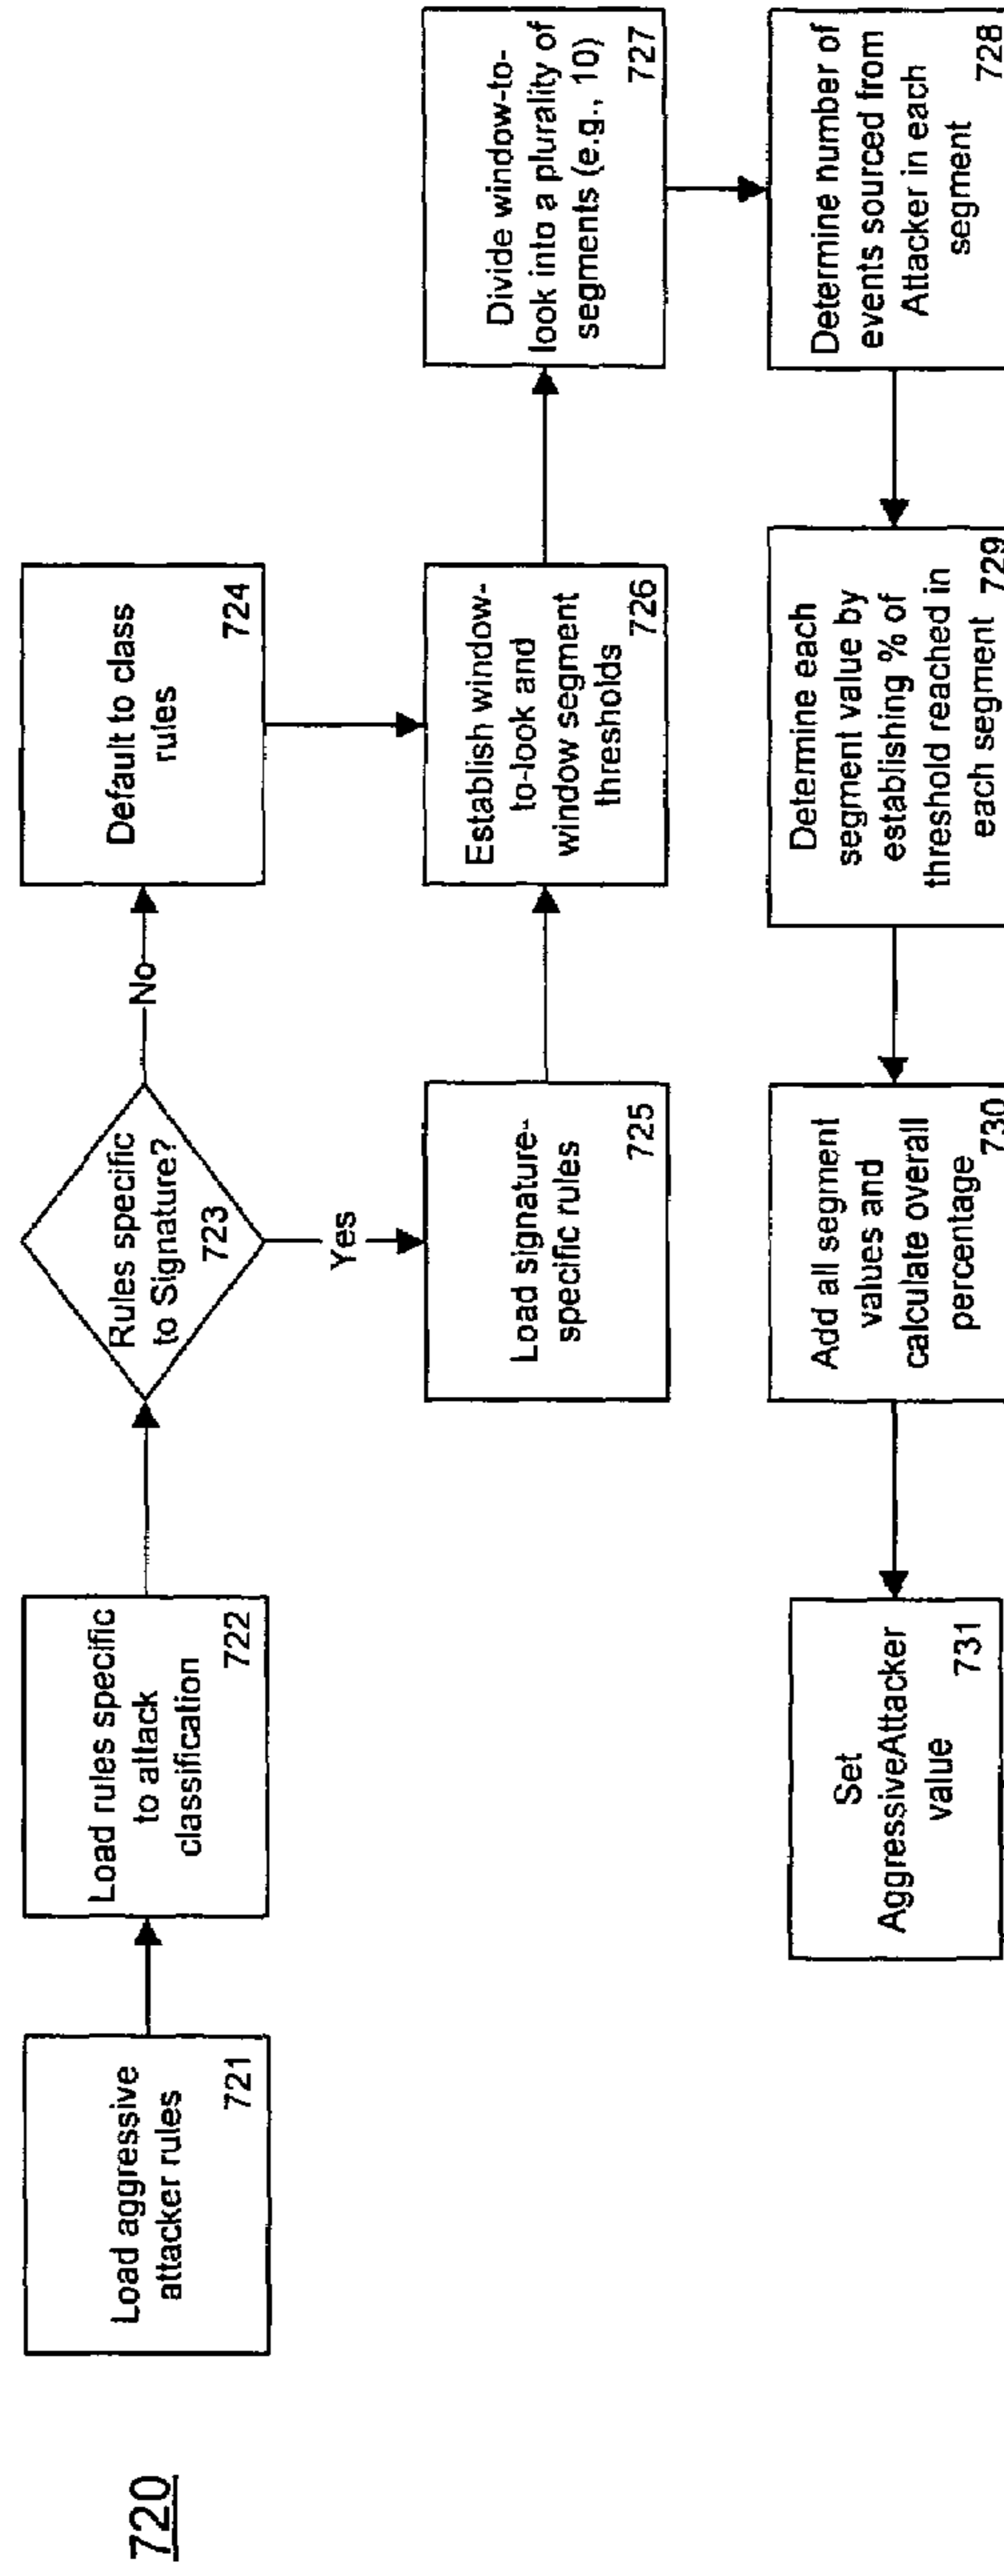 720
Load aggressive
attacker rules
721
Load rules specific
to attack
classification
722
Rules specific
to Signature?
723
No
Default to class
rules
724
Yes
Load signature-
specific rules
725
Establish window-
to-look and
window segment
thresholds
726
Divide window-to-
look into a plurality of
segments (e.g., 10)
727
Determine number of
events sourced from
Attacker in each
segment
728
Determine each
segment value by
establishing % of
threshold reached in
each segment 729
Add all segment
values and
calculate overall
percentage
730
Set
AggressiveAttacker
value
731